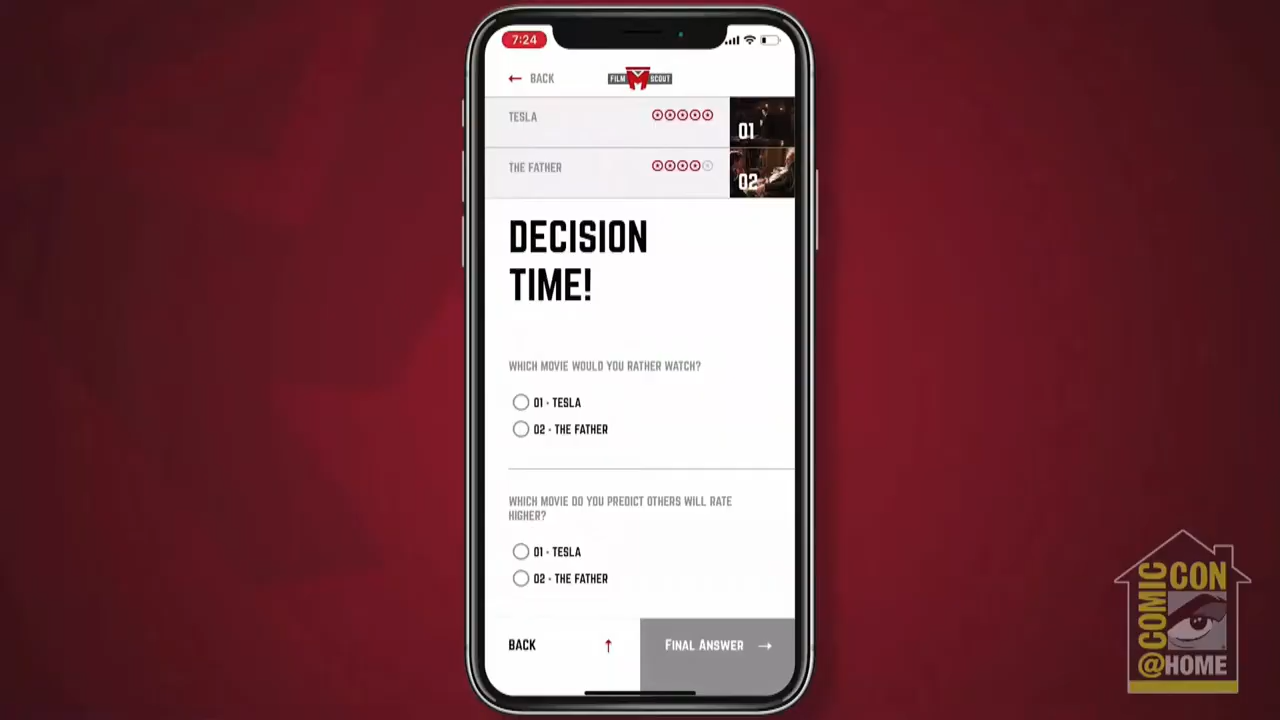 7:24
← BACK
FILM SCOUT
TESLA
01
THE FATHER
02
DECISION
TIME!
WHICH MOVIE WOULD YOU RATHER WATCH?
01 - TESLA
02 - THE FATHER
WHICH MOVIE DO YOU PREDICT OTHERS WILL RATE
HIGHER?
01 - TESLA
02 - THE FATHER
BACK ↑
FINAL ANSWER →
COMIC
CON
@HOME